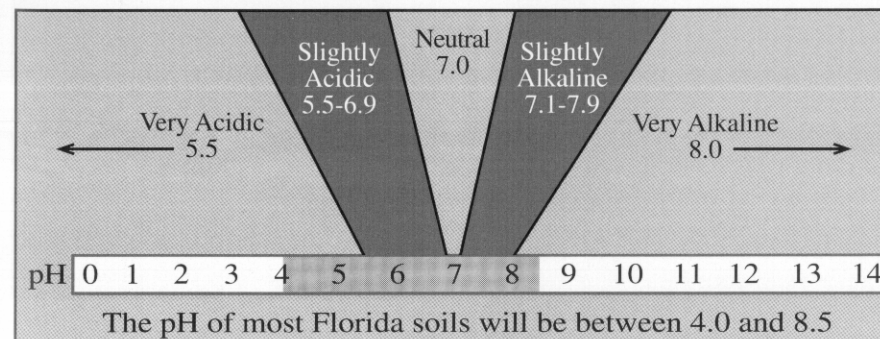 Slightly
Acidic
5.5-6.9
Neutral
7.0
Slightly
Alkaline
7.1-7.9
Very Acidic
5.5
Very Alkaline
8.0
pH 0 1 2 3 4 5 6 7 8 9 10 11 12 13 14
The pH of most Florida soils will be between 4.0 and 8.5